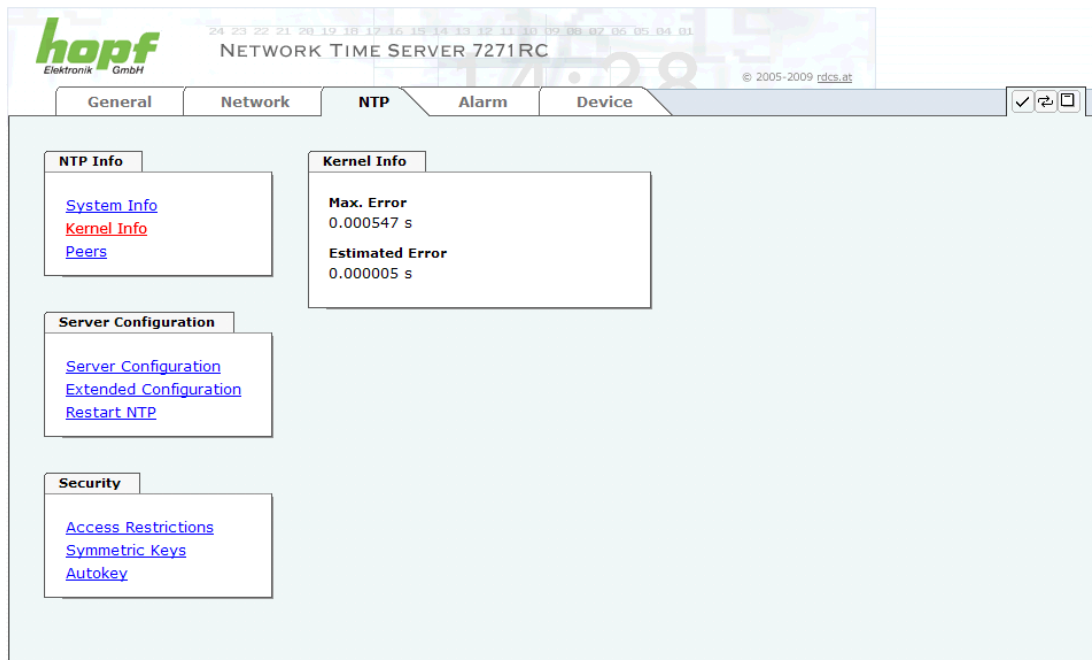 hopf
Elektronik GmbH
24 23 22 21 20 19 18 17 16 15 14 13 12 11 10 09 08 07 06 05 04 01
NETWORK TIME SERVER 7271RC
14:28
© 2005-2009 rdcs.at
General Network NTP Alarm Device
NTP Info
System Info
Kernel Info
Peers
Kernel Info
Max. Error
0.000547 s
Estimated Error
0.000005 s
Server Configuration
Server Configuration
Extended Configuration
Restart NTP
Security
Access Restrictions
Symmetric Keys
Autokey